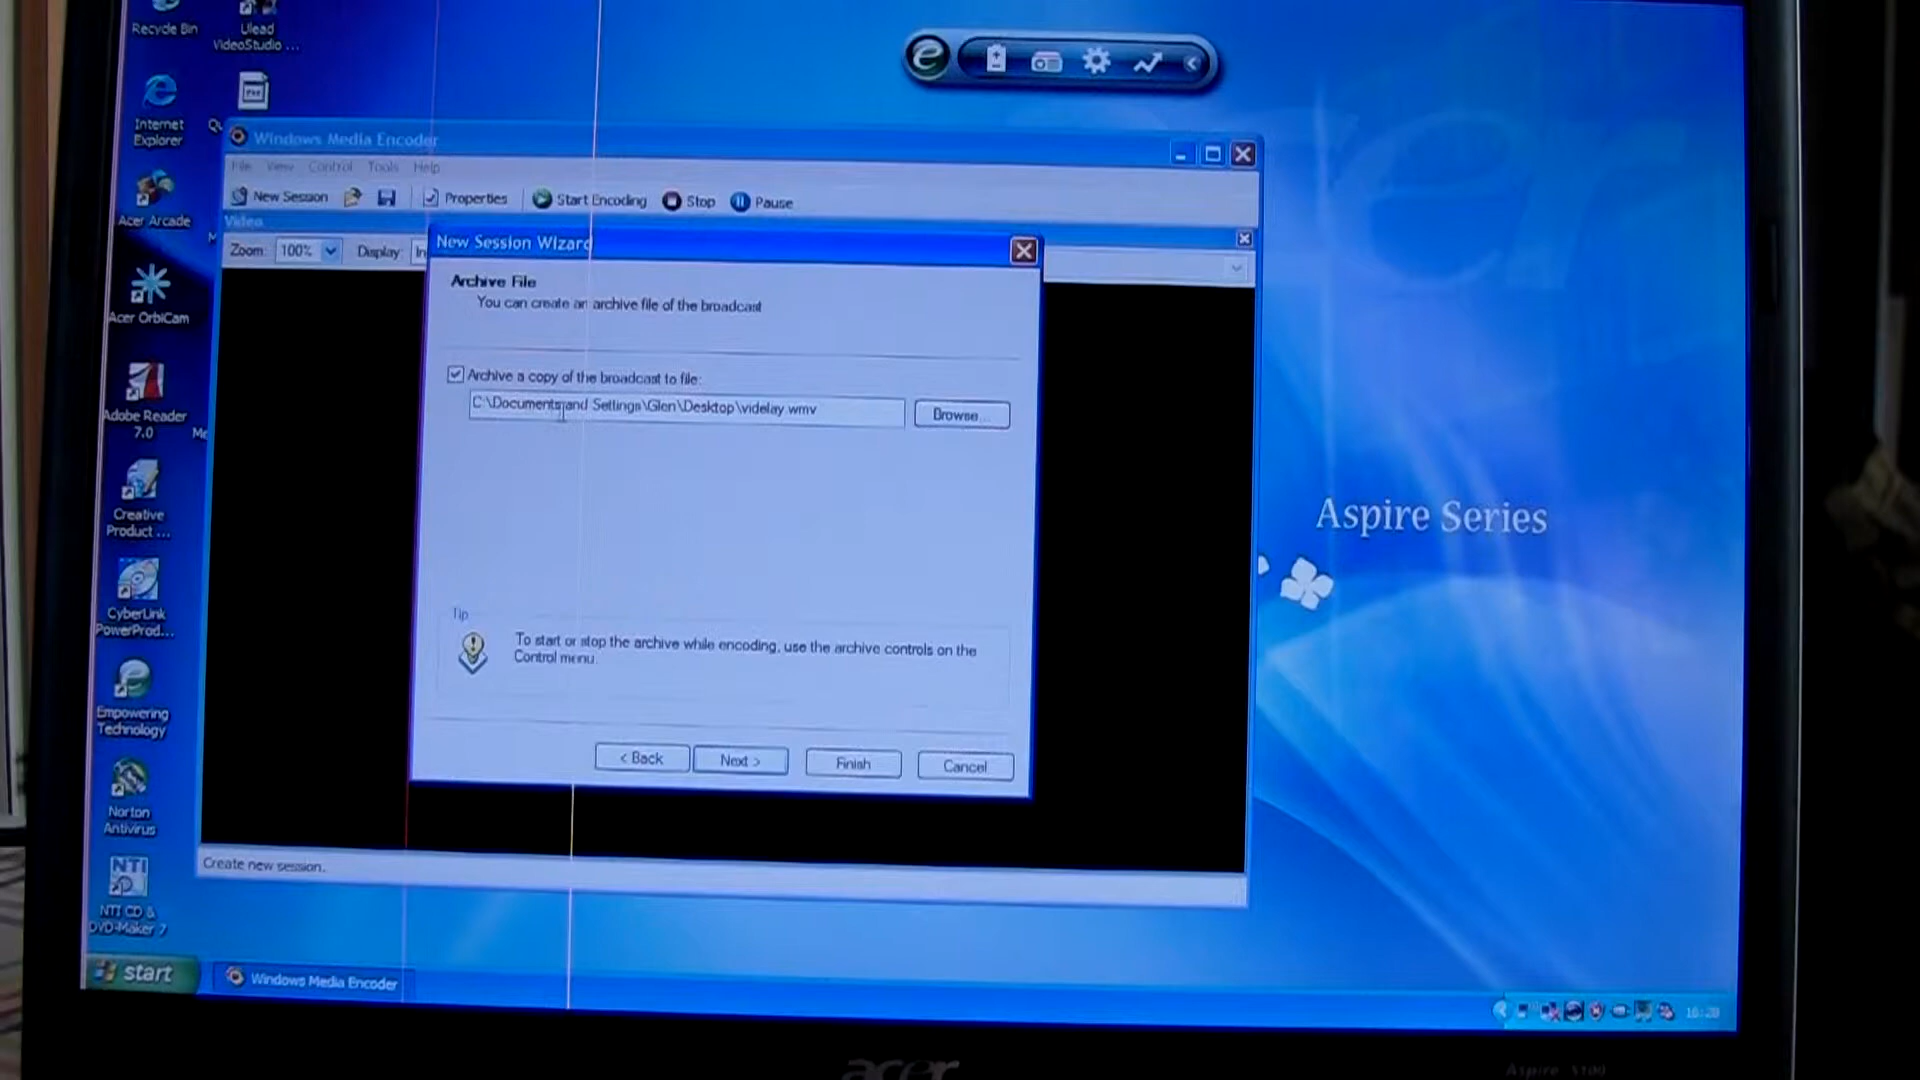 Recycle Bin
Ulead
VideoStudio ...
Internet
Explorer
Acer Arcade
Acer OrbiCam
Adobe Reader
7.0
Creative
Product ...
CyberLink
PowerProd...
Empowering
Technology
Norton
Antivirus
NTI
NTI CD &
DVD-Maker 7
Windows Media Encoder
File View Control Tools Help
New Session
Properties
Start Encoding
Stop
Pause
Video
Zoom: 100%
Display:
New Session Wizard
Archive File
You can create an archive file of the broadcast
Archive a copy of the broadcast to file:
C:\Documents and Settings\Glen\Desktop\videlay.wmv
Browse...
Tip
To start or stop the archive while encoding, use the archive controls on the
Control menu.
< Back
Next >
Finish
Cancel
Create new session.
Aspire Series
start
Windows Media Encoder
16:28
acer
Aspire 5100